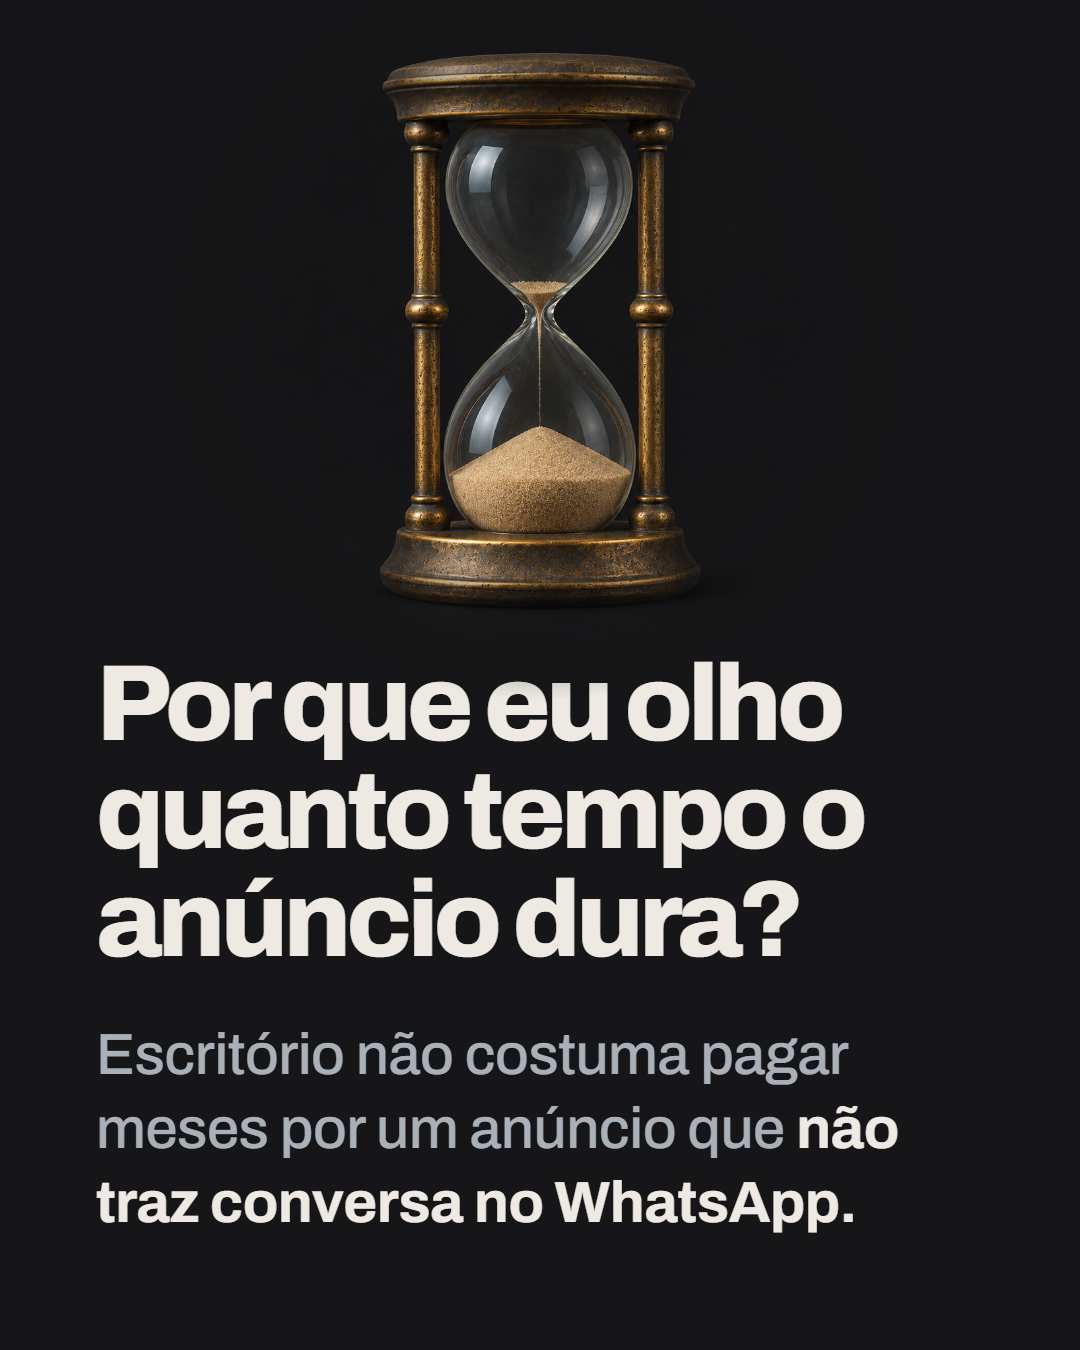 Por que eu olho
quanto tempo o
anúncio dura?
Escritório não costuma pagar
meses por um anúncio que não
traz conversa no WhatsApp.